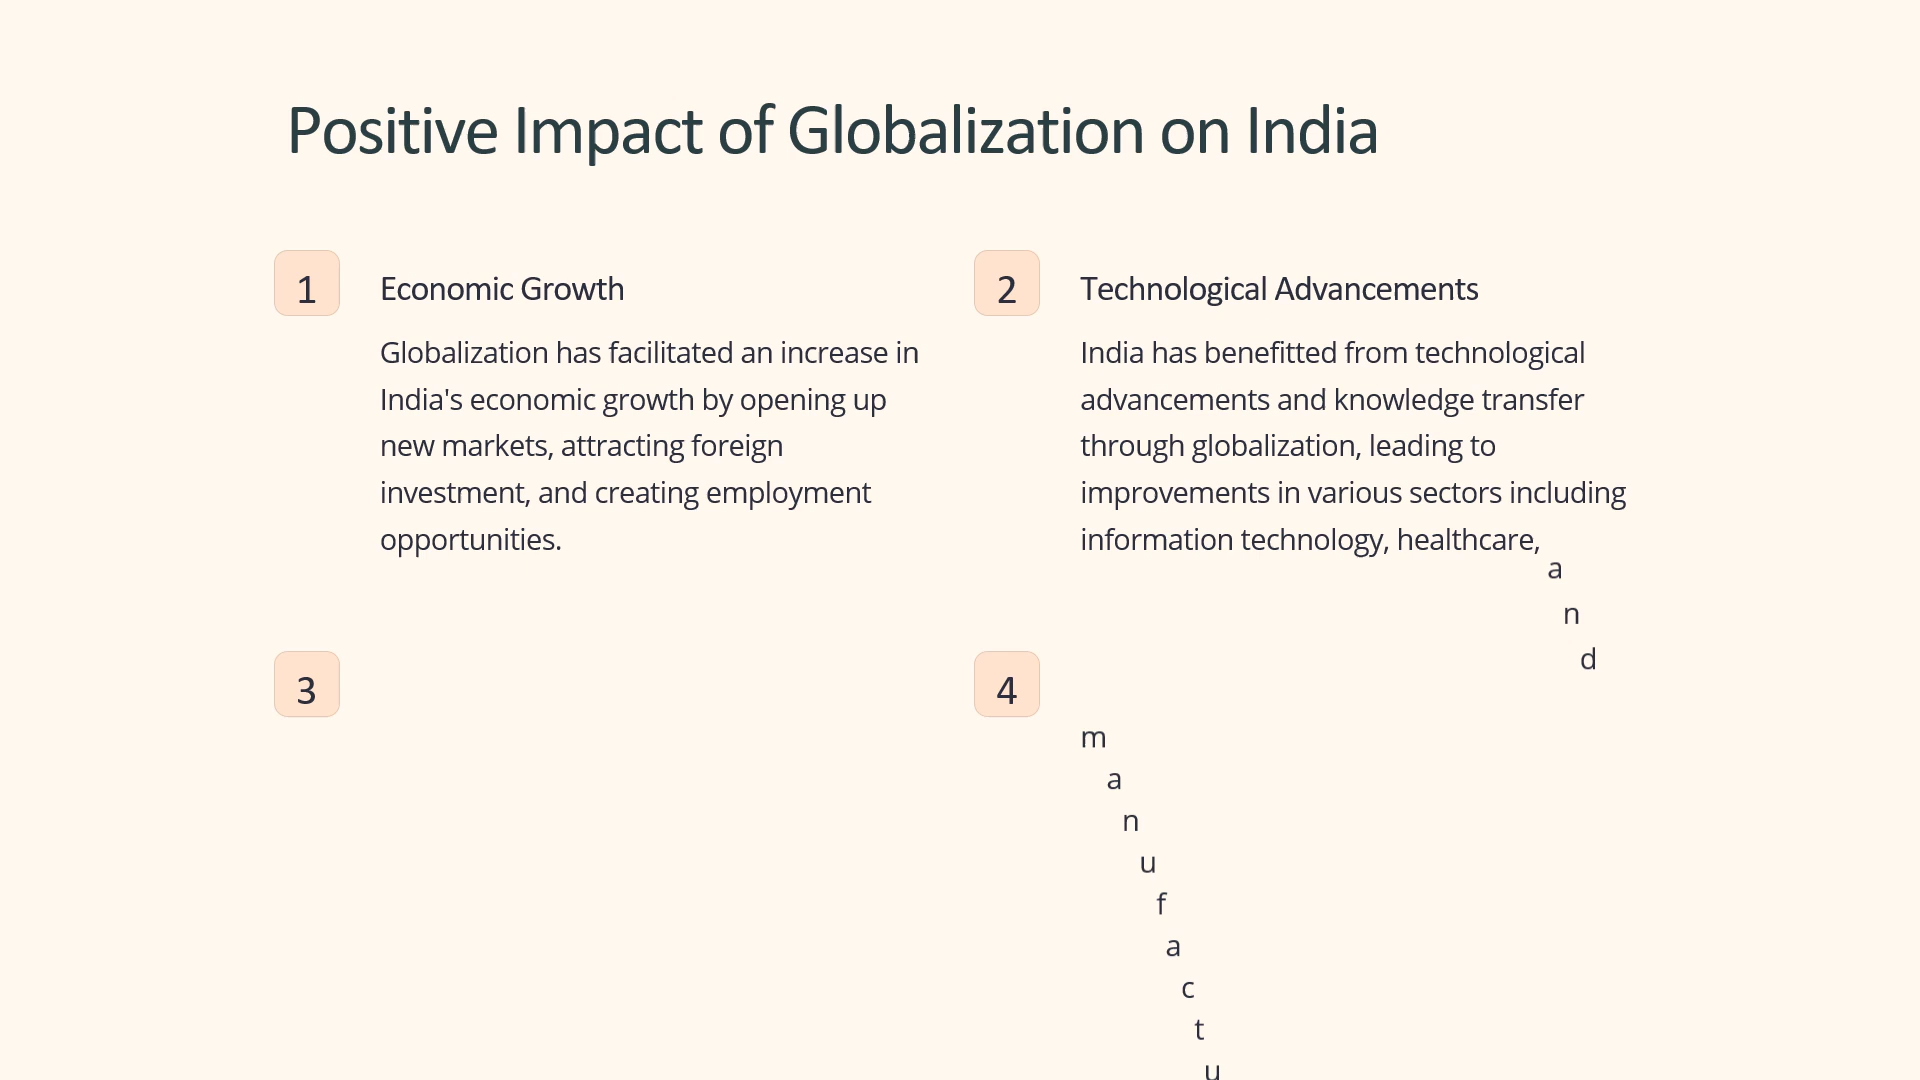 Positive Impact of Globalization on India
1
Economic Growth
Globalization has facilitated an increase in
India's economic growth by opening up
new markets, attracting foreign
investment, and creating employment
opportunities.
2
Technological Advancements
India has benefitted from technological
advancements and knowledge transfer
through globalization, leading to
improvements in various sectors including
information technology, healthcare,
a
n
d
3
4
m
a
n
u
f
a
c
t
u